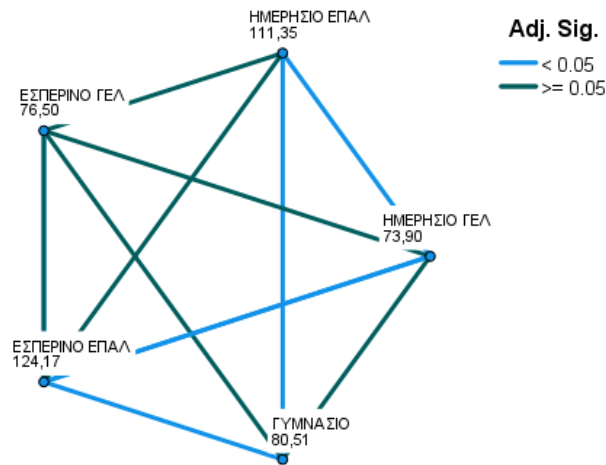 ΗΜΕΡΗΣΙΟ ΕΠΑΛ
111,35
Adj. Sig.
< 0.05
>= 0.05
ΕΣΠΕΡΙΝΟ ΓΕΛ
76,50
ΗΜΕΡΗΣΙΟ ΓΕΛ
73,90
ΕΣΠΕΡΙΝΟ ΕΠΑΛ
124,17
ΓΥΜΝΑΣΙΟ
80,51